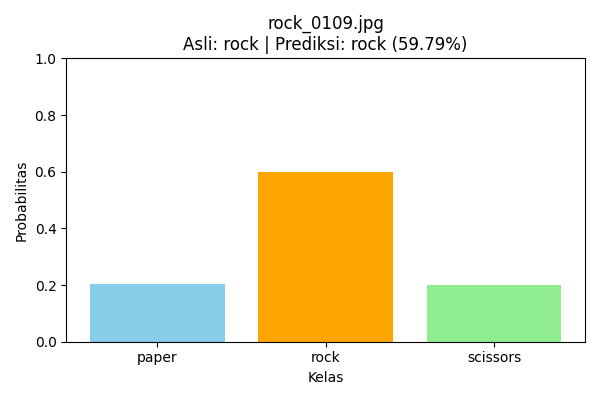 rock_0109.jpg
Asli: rock | Prediksi: rock (59.79%)
1.0
0.8
0.6
0.4
0.2
0.0
Probabilitas
paper rock scissors
Kelas